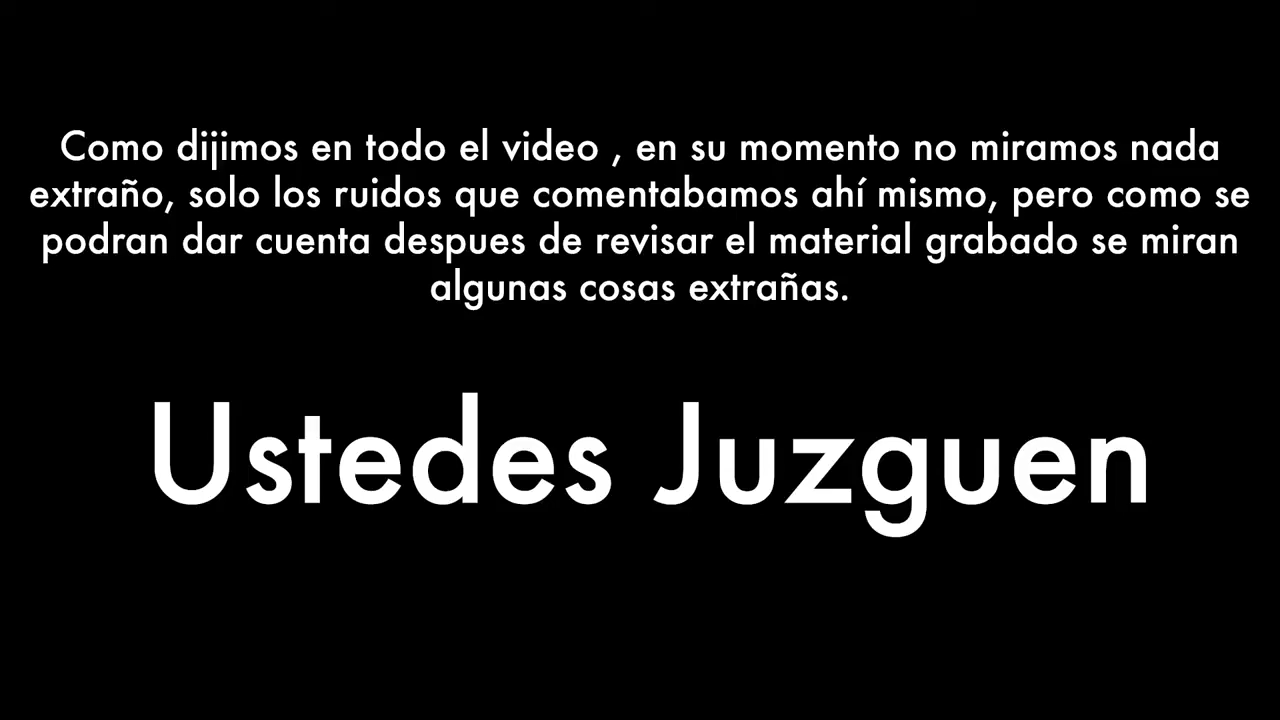 Como dijimos en todo el video , en su momento no miramos nada
extraño, solo los ruidos que comentabamos ahí mismo, pero como se
podran dar cuenta despues de revisar el material grabado se miran
algunas cosas extrañas.
Ustedes Juzguen